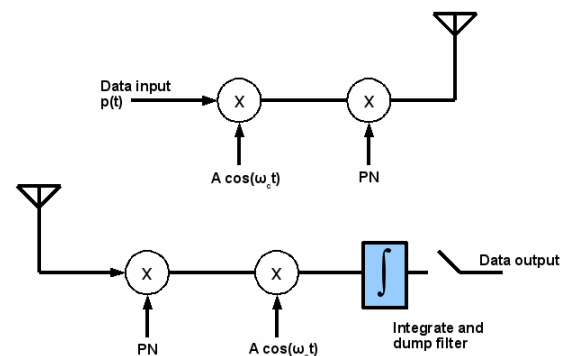 Data input
p(t)
X
X
A cos(ω_c t)
PN
X
X
∫
Data output
PN
A cos(ω_c t)
Integrate and
dump filter